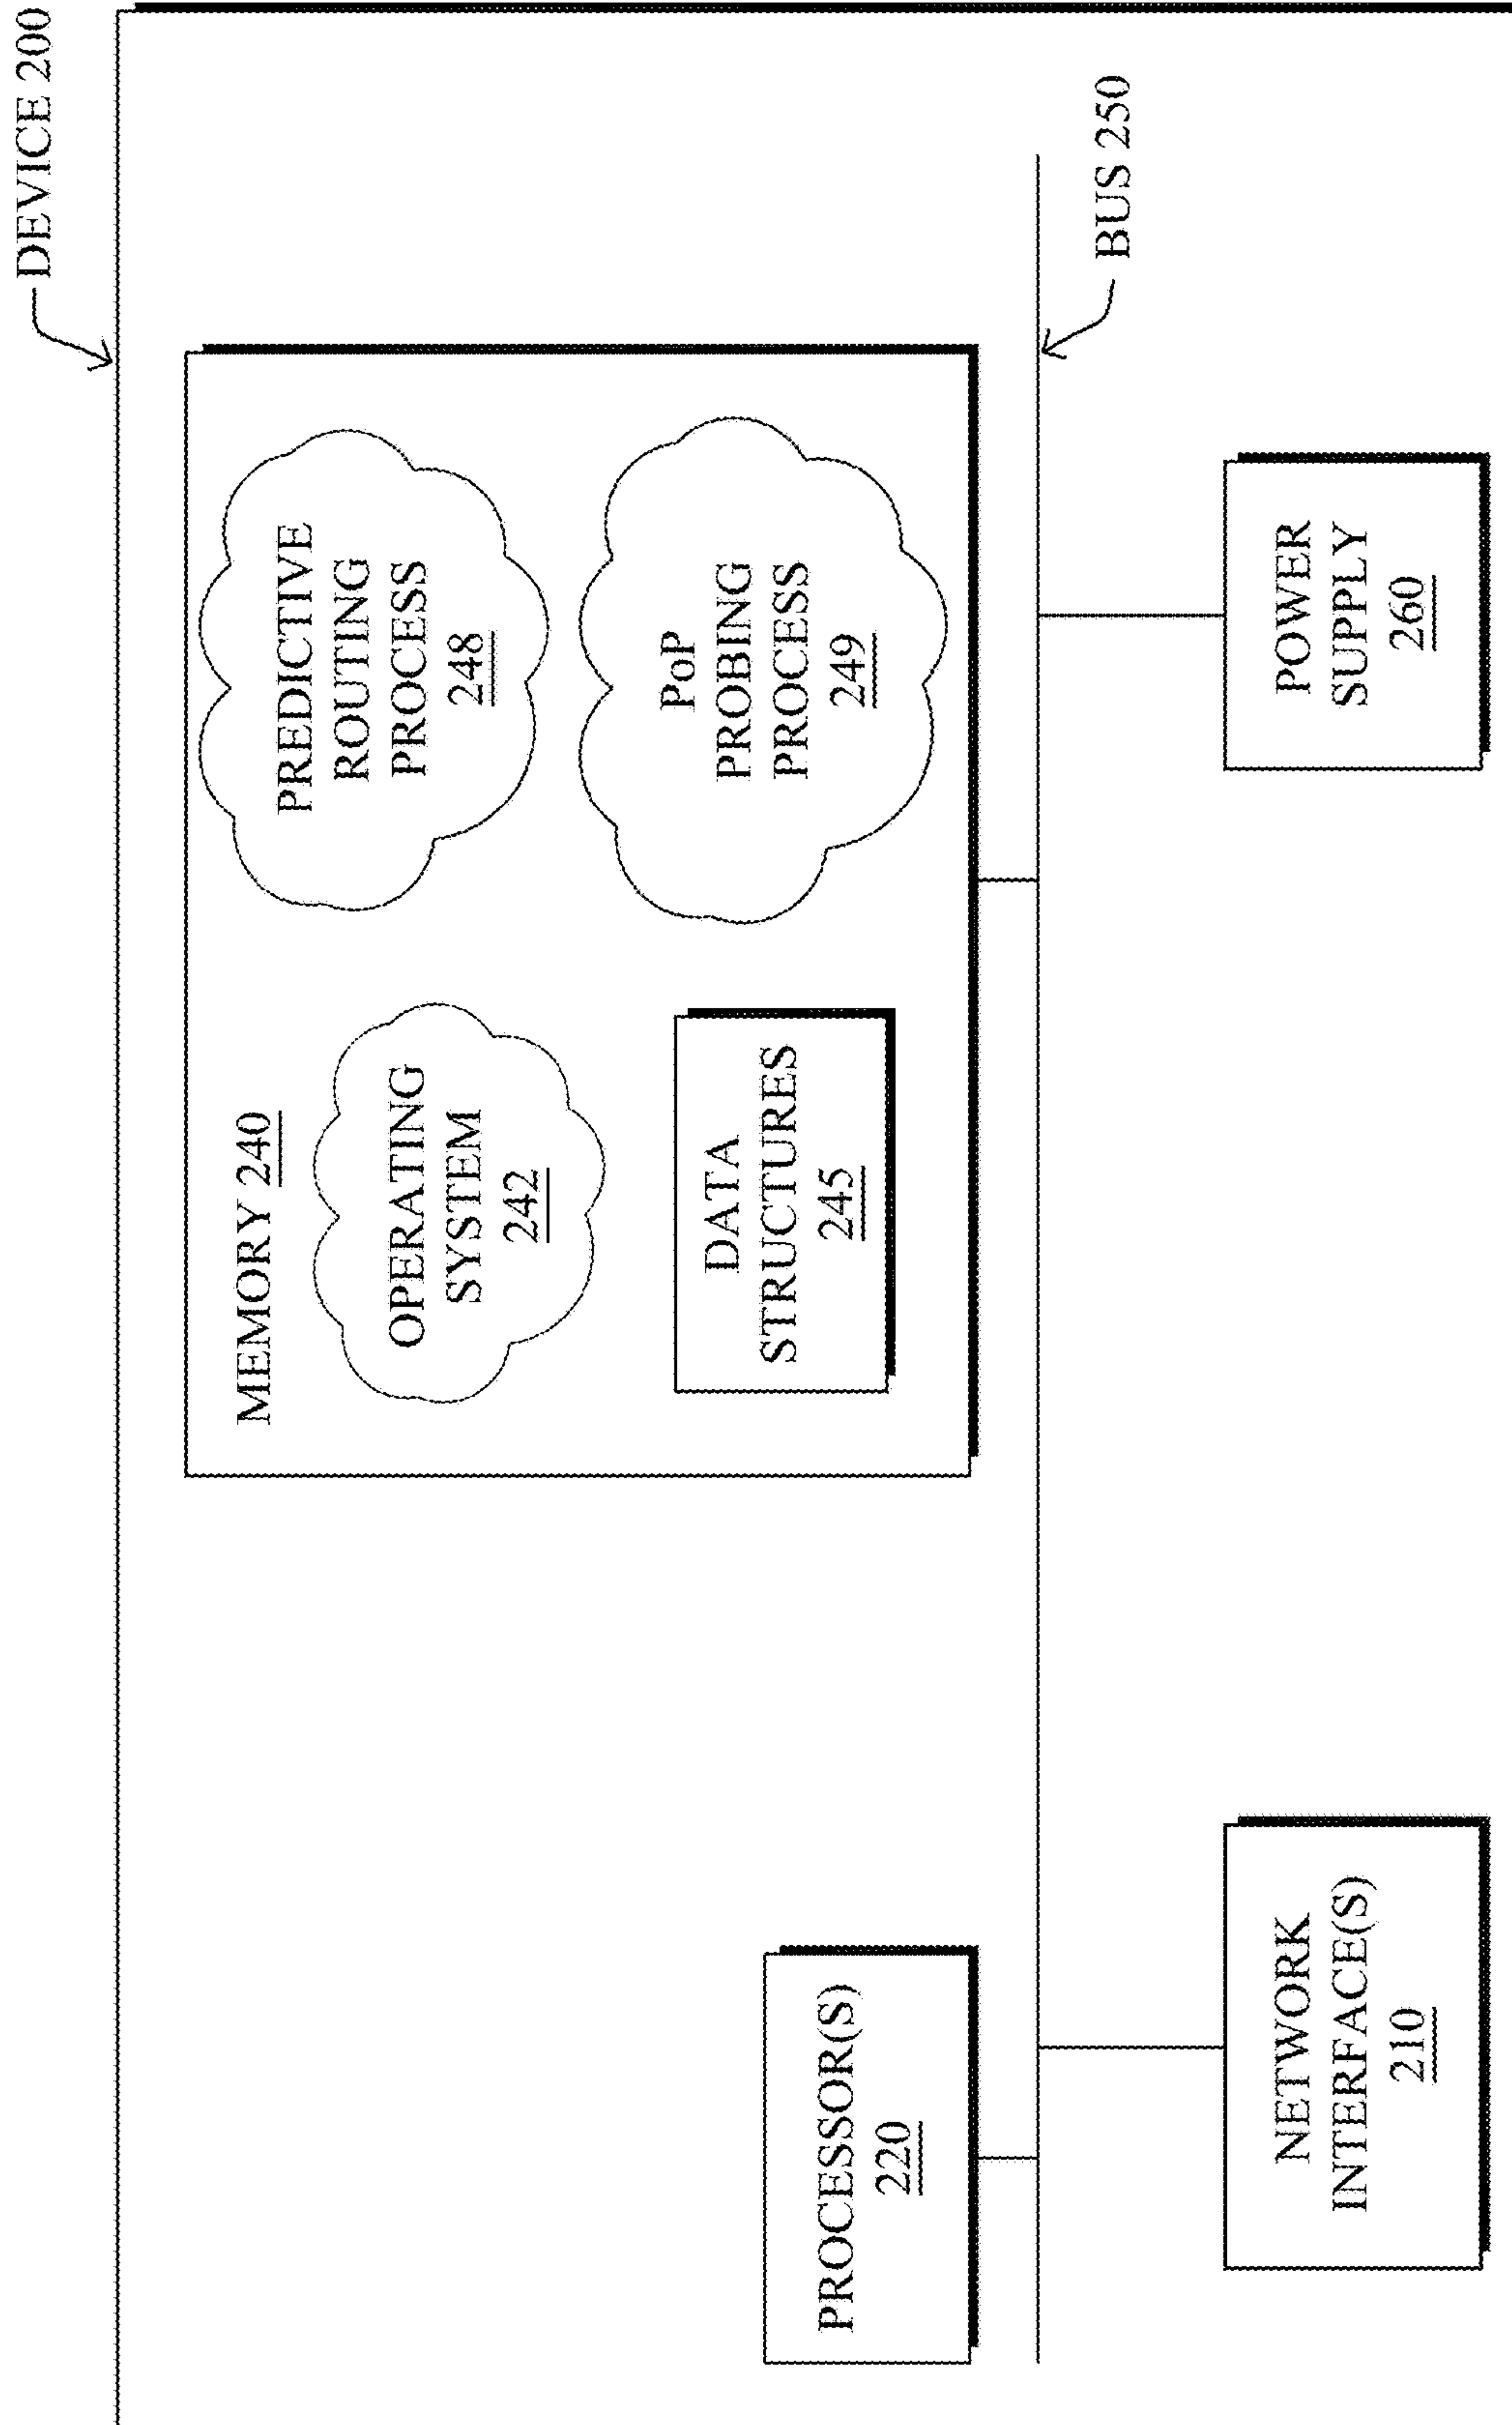 DEVICE 200
MEMORY 240
OPERATING
SYSTEM
242
DATA
STRUCTURES
245
PREDICTIVE
ROUTING
PROCESS
248
PoP
PROBING
PROCESS
249
PROCESSOR(S)
220
BUS 250
NETWORK
INTERFACE(S)
210
POWER
SUPPLY
260